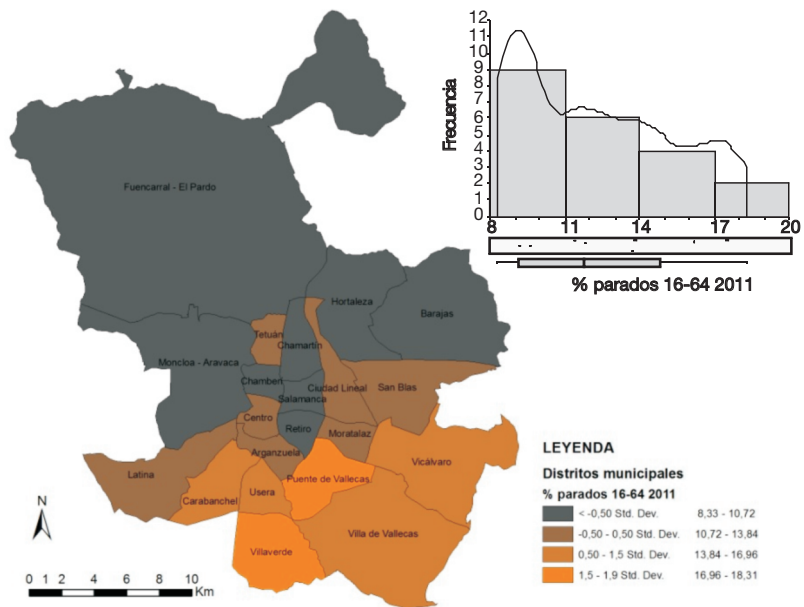 12
11
10
9
8
7
6
5
4
3
2
1
0
Frecuencia
8 11 14 17 20
% parados 16-64 2011
Fuencarral - El Pardo
Hortaleza
Barajas
Tetuán
Chamartín
Moncloa - Aravaca
Chamberí
Ciudad Lineal
San Blas
Salamanca
Centro
Retiro
Moratalaz
Arganzuela
Vicálvaro
Latina
Puente de Vallecas
Carabanchel
Usera
Villa de Vallecas
Villaverde
N
0 1 2 4 6 8 10
Km
LEYENDA
Distritos municipales
% parados 16-64 2011
< -0,50 Std. Dev. 8,33 - 10,72
-0,50 - 0,50 Std. Dev. 10,72 - 13,84
0,50 - 1,5 Std. Dev. 13,84 - 16,96
1,5 - 1,9 Std. Dev. 16,96 - 18,31